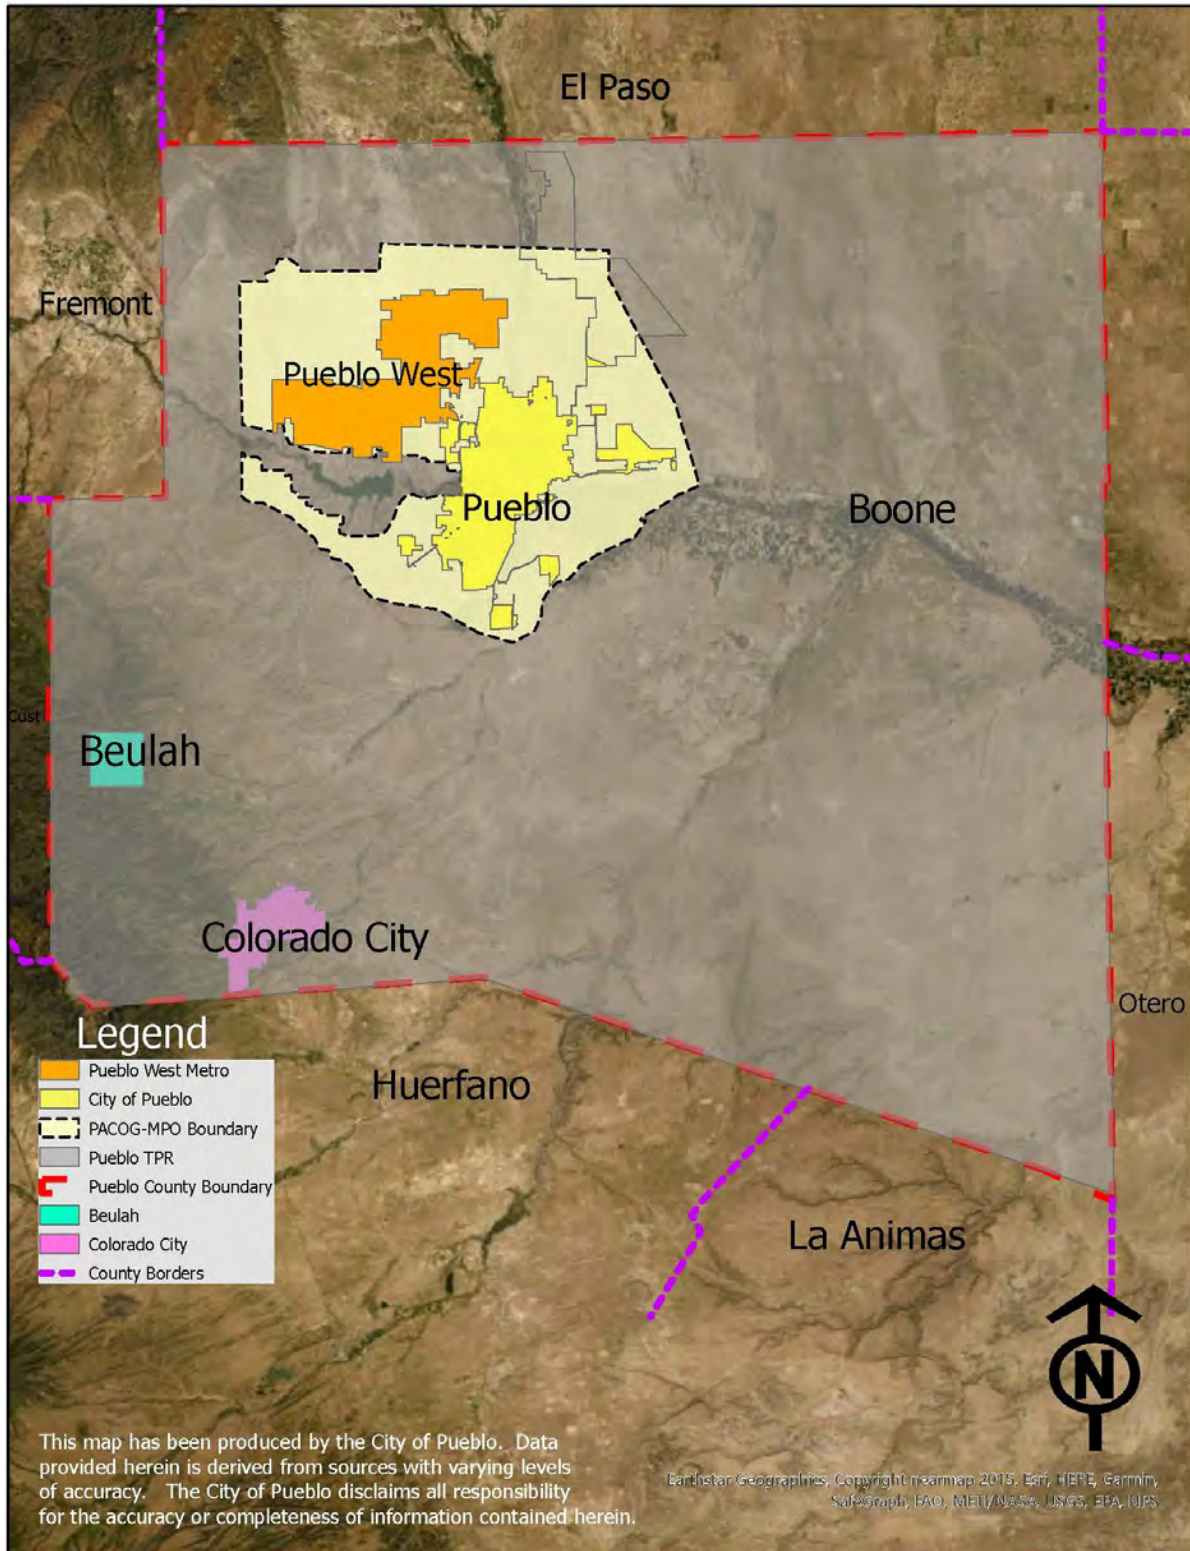 El Paso
Fremont
Pueblo West
Pueblo
Boone
Cust
Beulah
Colorado City
Otero
Legend
Pueblo West Metro
City of Pueblo
PACOG-MPO Boundary
Pueblo TPR
Pueblo County Boundary
Beulah
Colorado City
County Borders
Huerfano
La Animas
N
This map has been produced by the City of Pueblo. Data
provided herein is derived from sources with varying levels
of accuracy. The City of Pueblo disclaims all responsibility
for the accuracy or completeness of information contained herein.
Earthstar Geographics, Copyright nearmap 2015, Esri, HERE, Garmin,
SafeGraph, FAO, METI/NASA, USGS, EPA, NPS